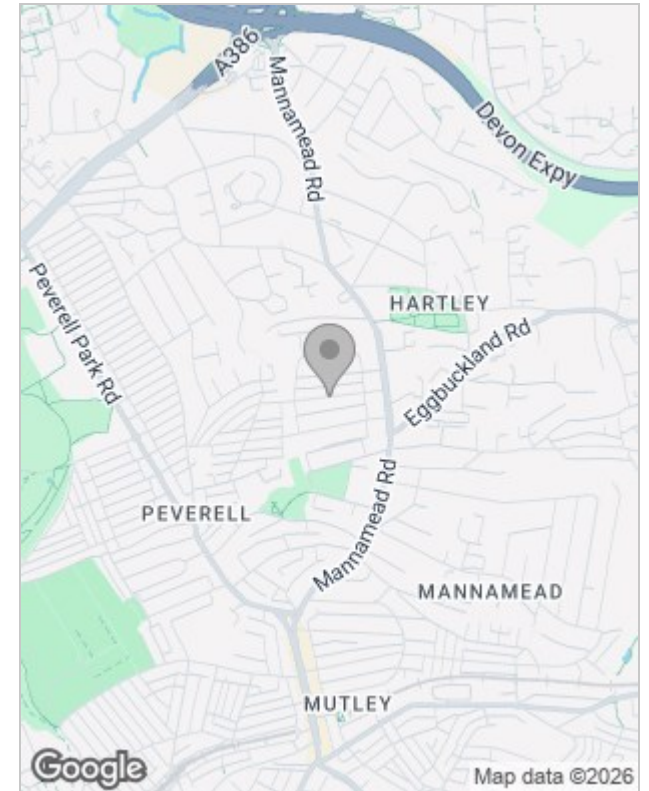 A386
Mannamead Rd
Devon Expy
Peverell Park Rd
HARTLEY
Eggbuckland Rd
PEVERELL
Mannamead Rd
MANNAMEAD
MUTLEY
Google
Map data ©2026